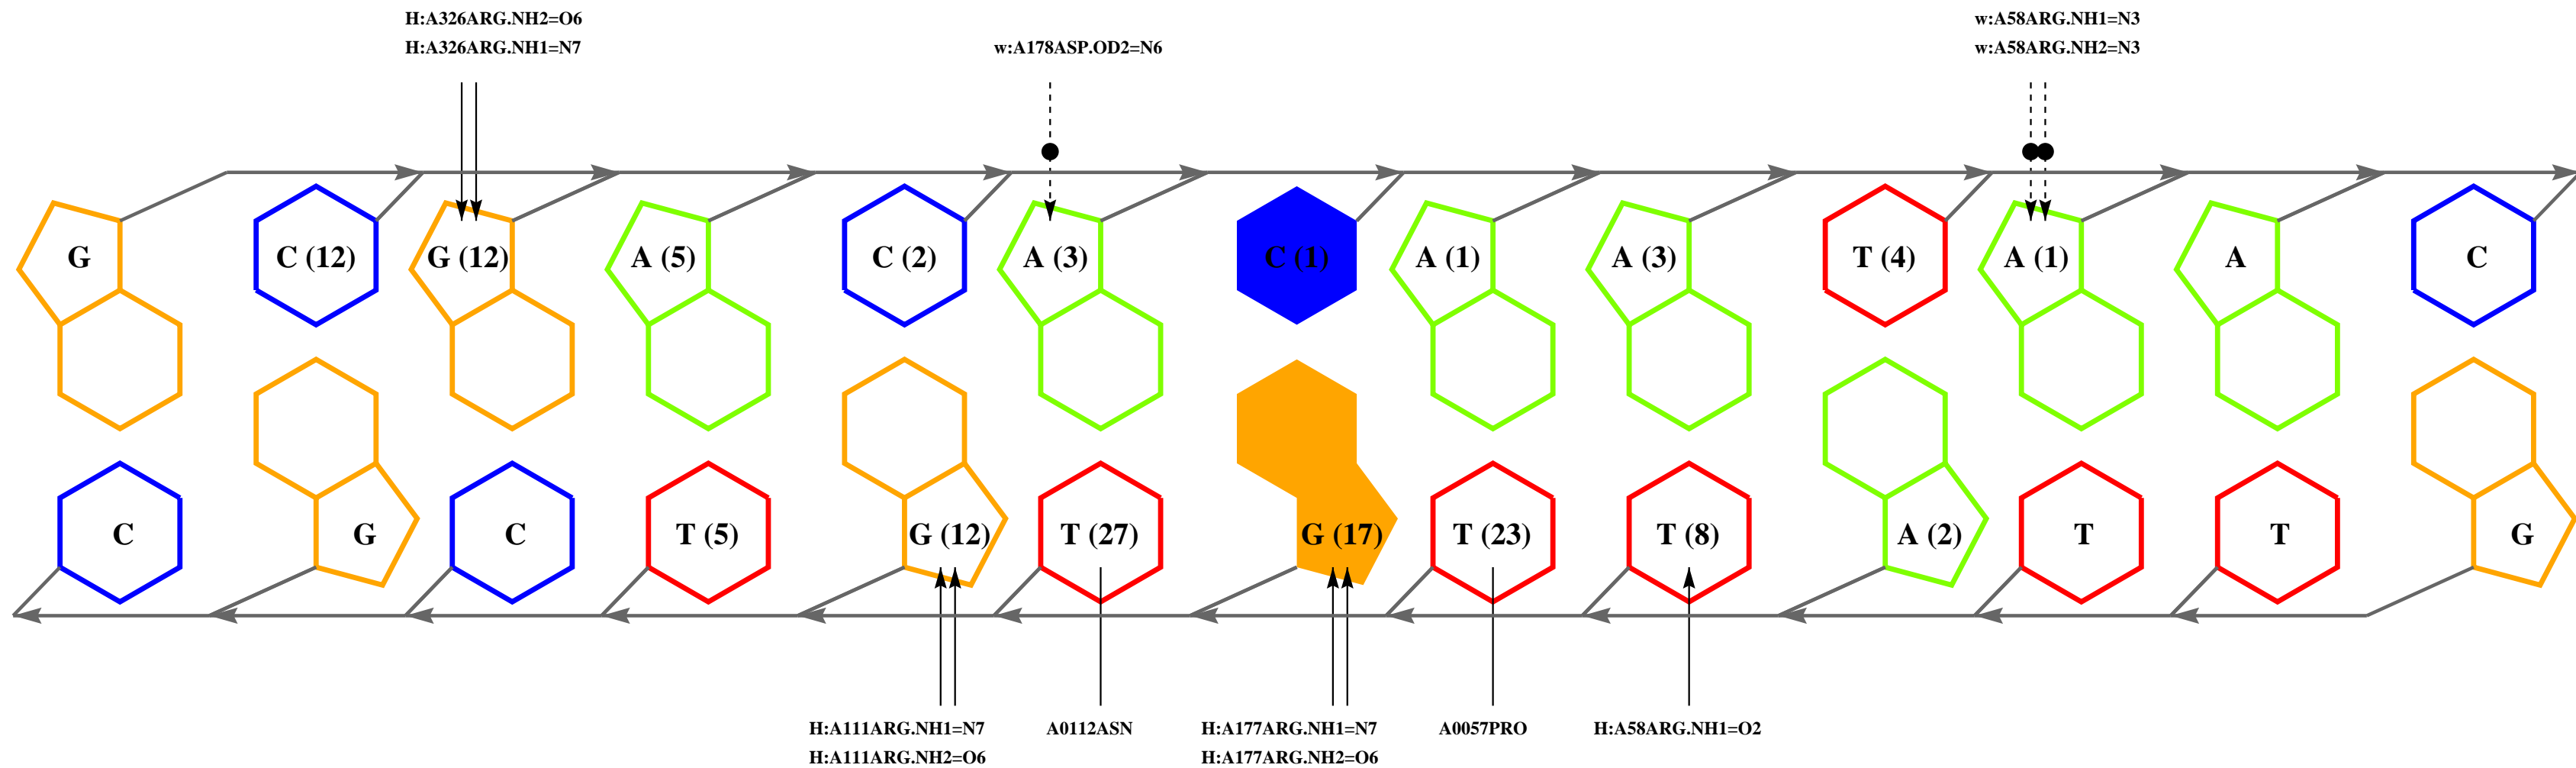 H:A326ARG.NH2=O6
H:A326ARG.NH1=N7
w:A178ASP.OD2=N6
w:A58ARG.NH1=N3
w:A58ARG.NH2=N3
G C (12) G (12) A (5) C (2) A (3) C (1) A (1) A (3) T (4) A (1) A C
C G C T (5) G (12) T (27) G (17) T (23) T (8) A (2) T T G
H:A111ARG.NH1=N7
H:A111ARG.NH2=O6
A0112ASN
H:A177ARG.NH1=N7
H:A177ARG.NH2=O6
A0057PRO
H:A58ARG.NH1=O2